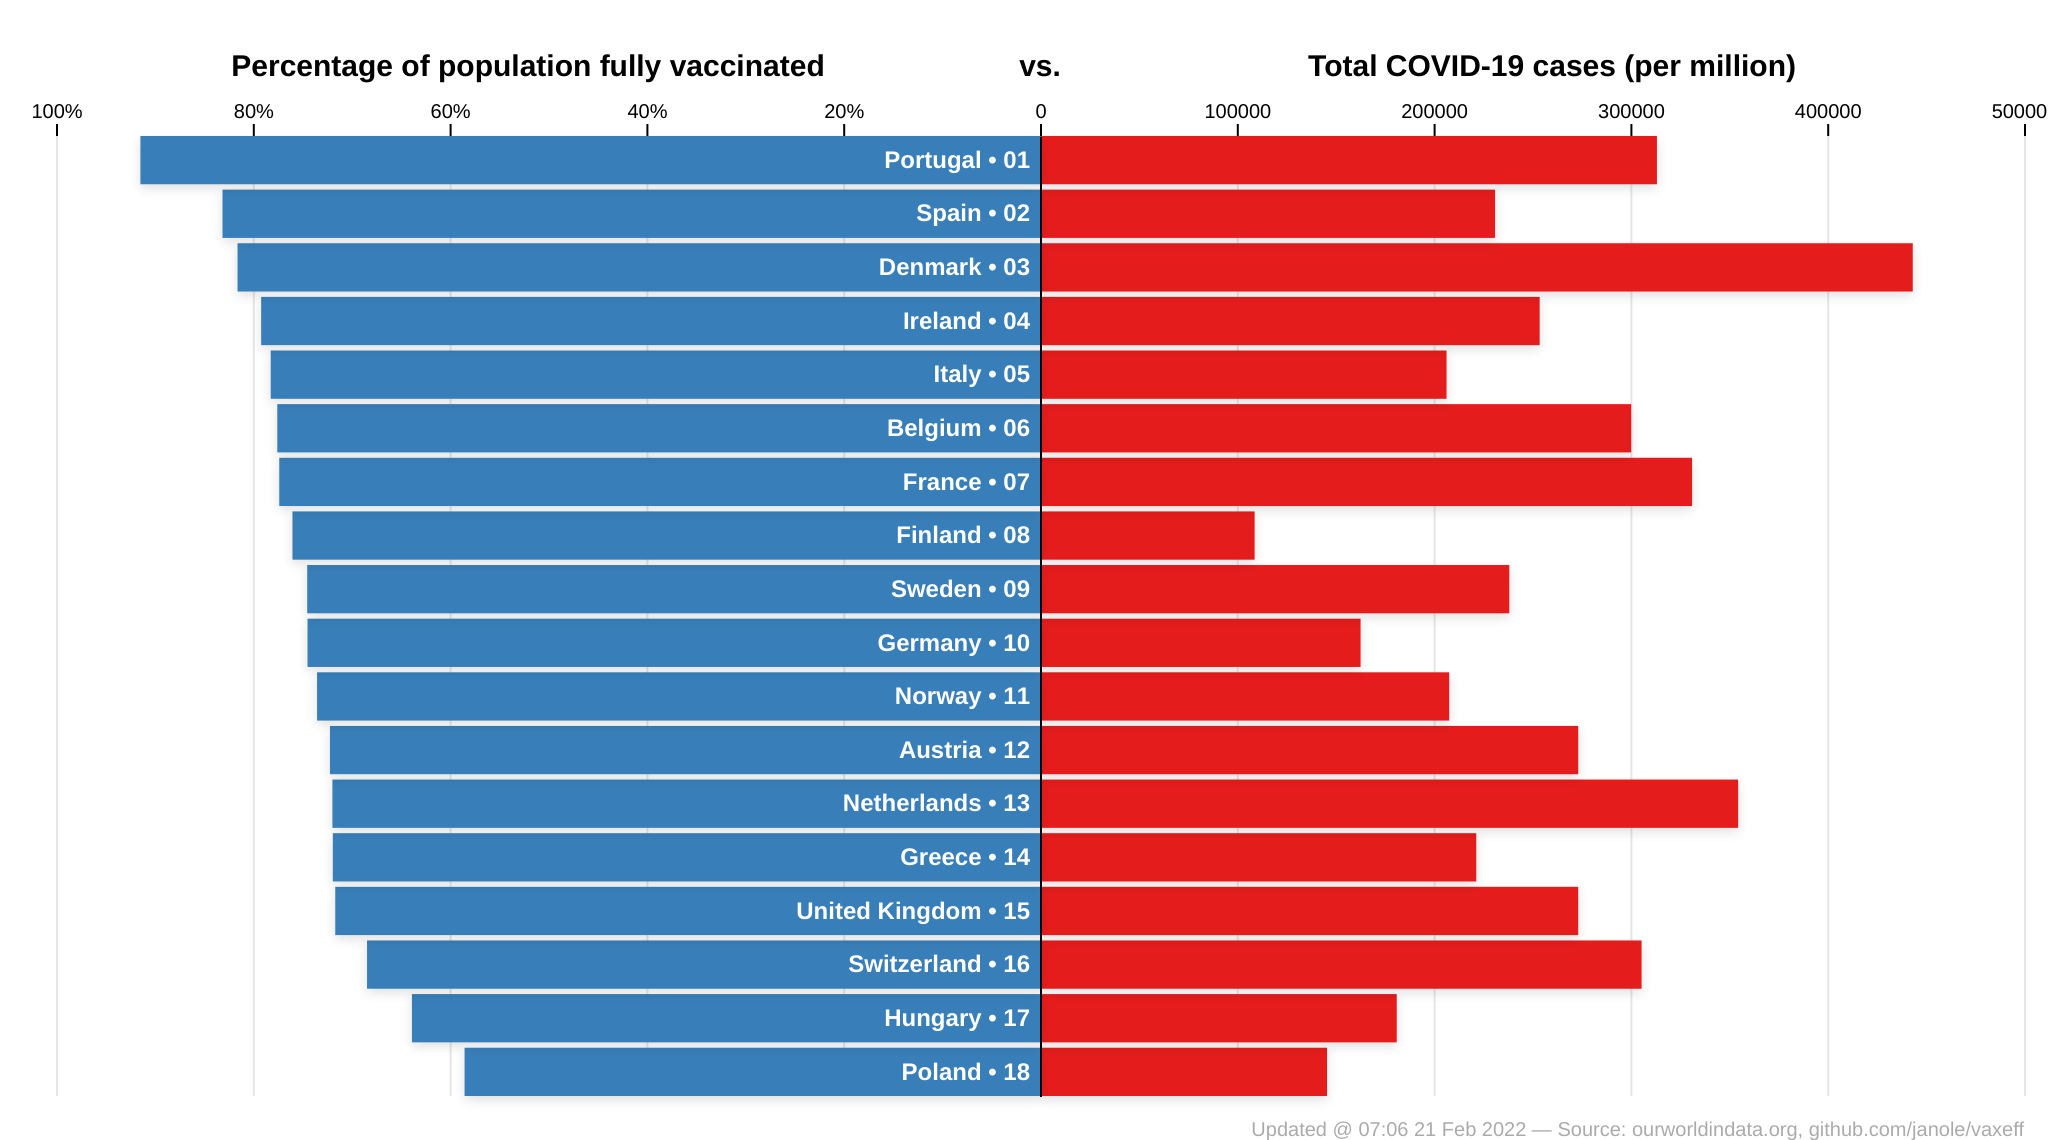 Percentage of population fully vaccinated vs. Total COVID-19 cases (per million)
100% 80% 60% 40% 20% 0 100000 200000 300000 400000 50000
Portugal • 01
Spain • 02
Denmark • 03
Ireland • 04
Italy • 05
Belgium • 06
France • 07
Finland • 08
Sweden • 09
Germany • 10
Norway • 11
Austria • 12
Netherlands • 13
Greece • 14
United Kingdom • 15
Switzerland • 16
Hungary • 17
Poland • 18
Updated @ 07:06 21 Feb 2022 — Source: ourworldindata.org, github.com/janole/vaxeff